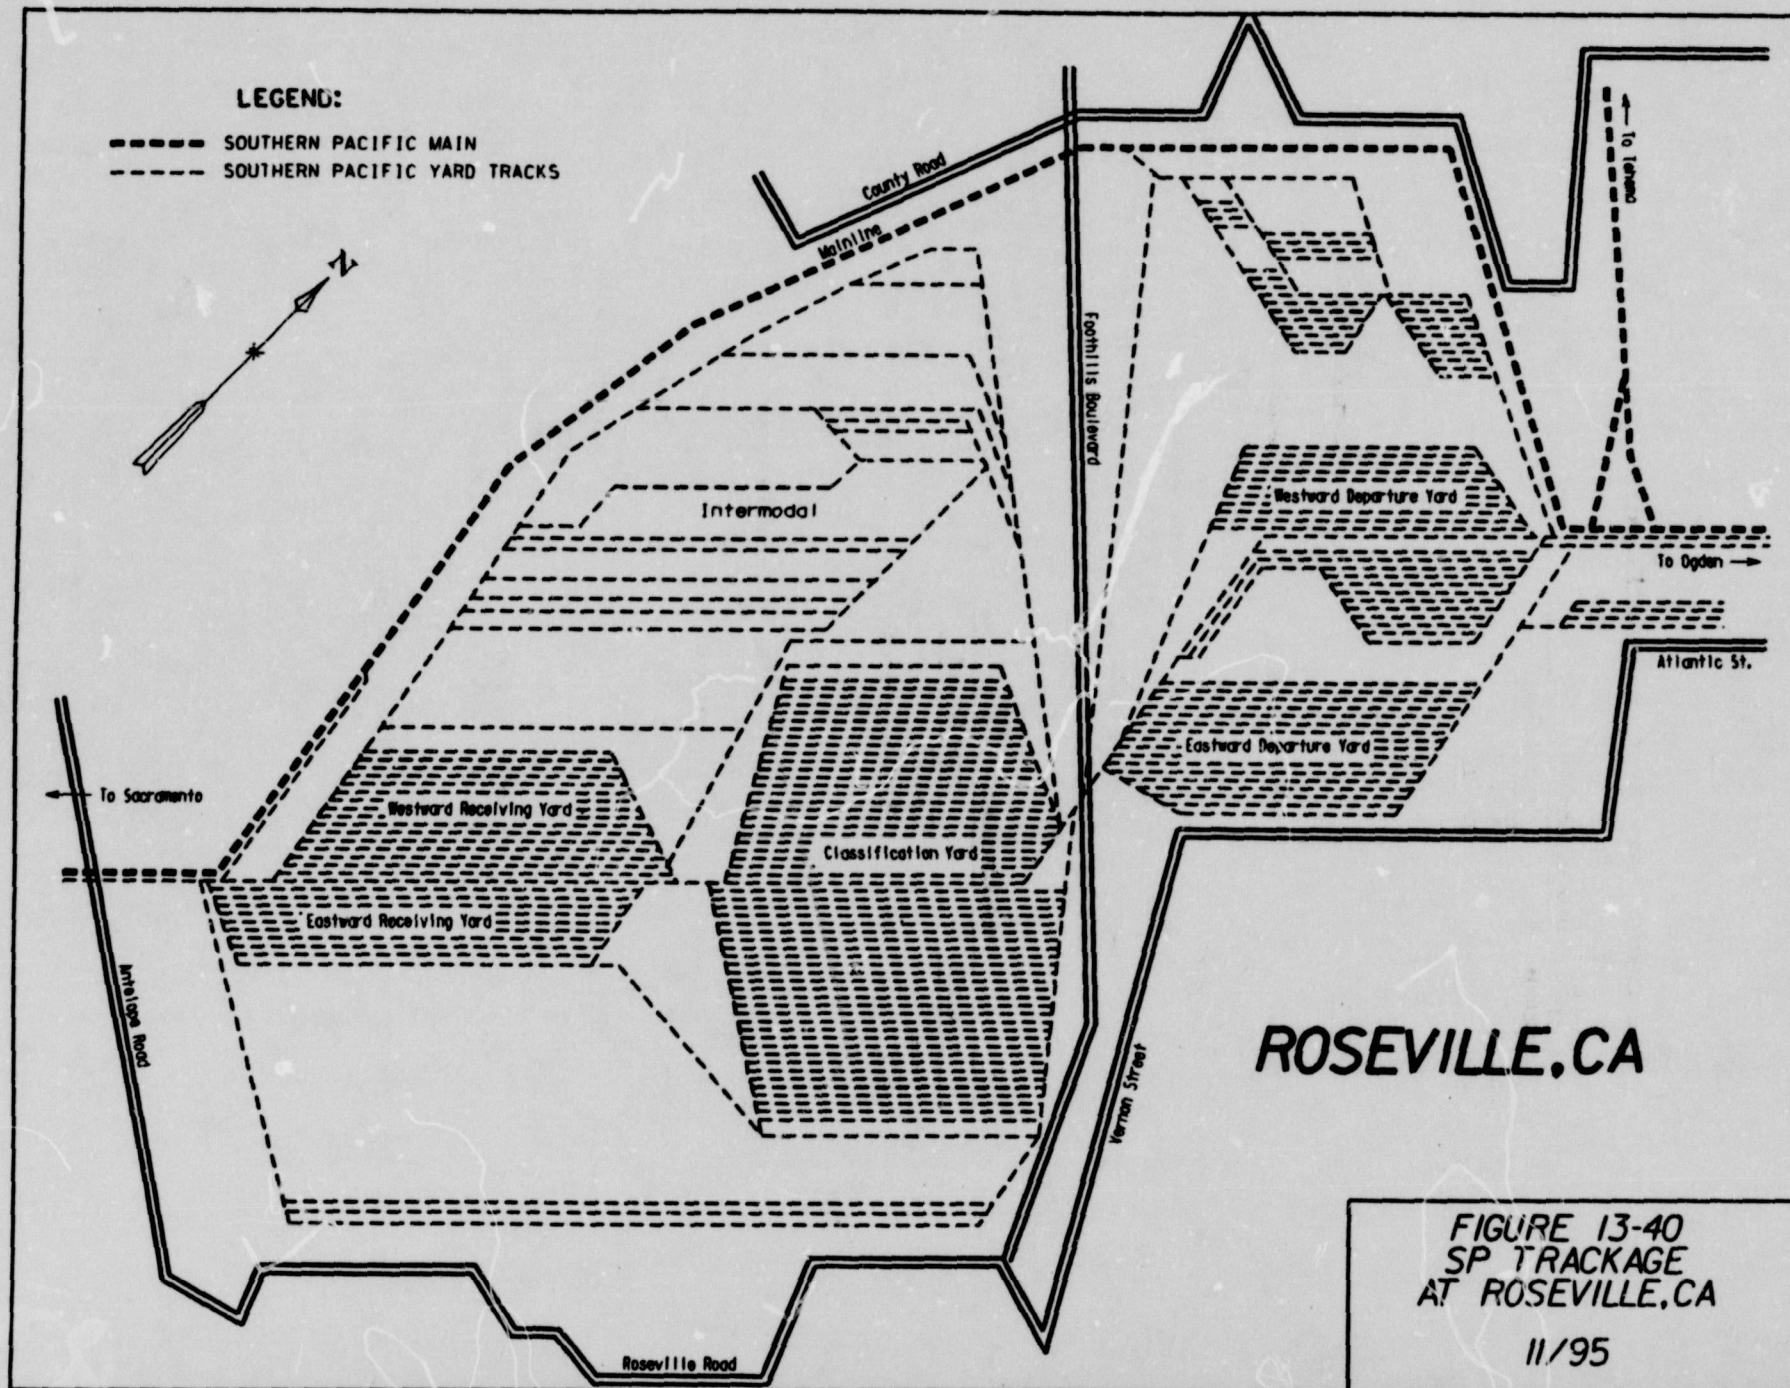 LEGEND:
SOUTHERN PACIFIC MAIN
SOUTHERN PACIFIC YARD TRACKS
N
County Road
Mainline
To Tehama
Foothills Boulevard
Intermodal
Westward Departure Yard
To Ogden
Atlantic St.
Eastward Departure Yard
To Sacramento
Westward Receiving Yard
Classification Yard
Eastward Receiving Yard
Antelope Road
Vernon Street
ROSEVILLE, CA
Roseville Road
FIGURE 13-40
SP TRACKAGE
AT ROSEVILLE, CA
11/95